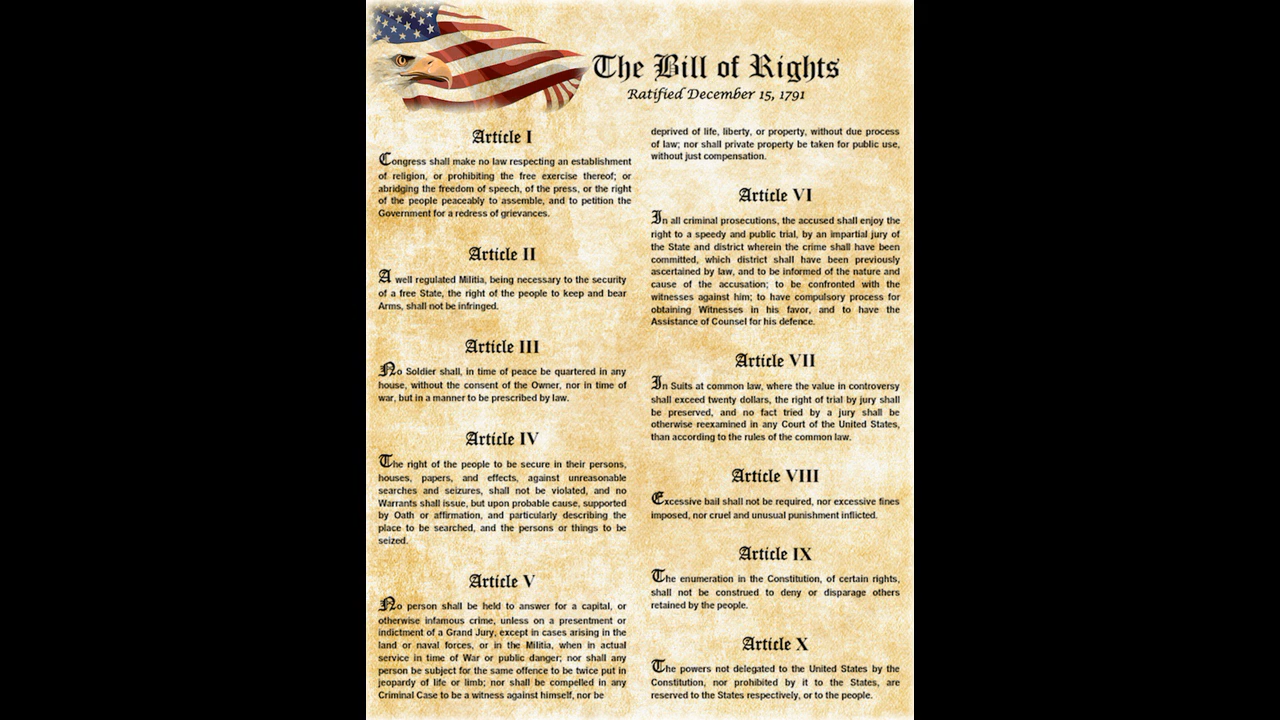 The Bill of Rights
Ratified December 15, 1791
Article I
Congress shall make no law respecting an establishment
of religion, or prohibiting the free exercise thereof; or
abridging the freedom of speech, of the press, or the right
of the people peaceably to assemble, and to petition the
Government for a redress of grievances.
Article II
A well regulated Militia, being necessary to the security
of a free State, the right of the people to keep and bear
Arms, shall not be infringed.
Article III
No Soldier shall, in time of peace be quartered in any
house, without the consent of the Owner, nor in time of
war, but in a manner to be prescribed by law.
Article IV
The right of the people to be secure in their persons,
houses, papers, and effects, against unreasonable
searches and seizures, shall not be violated, and no
Warrants shall issue, but upon probable cause, supported
by Oath or affirmation, and particularly describing the
place to be searched, and the persons or things to be
seized.
Article V
No person shall be held to answer for a capital, or
otherwise infamous crime, unless on a presentment or
indictment of a Grand Jury, except in cases arising in the
land or naval forces, or in the Militia, when in actual
service in time of War or public danger; nor shall any
person be subject for the same offence to be twice put in
jeopardy of life or limb; nor shall be compelled in any
Criminal Case to be a witness against himself, nor be
deprived of life, liberty, or property, without due process
of law; nor shall private property be taken for public use,
without just compensation.
Article VI
In all criminal prosecutions, the accused shall enjoy the
right to a speedy and public trial, by an impartial jury of
the State and district wherein the crime shall have been
committed, which district shall have been previously
ascertained by law, and to be informed of the nature and
cause of the accusation; to be confronted with the
witnesses against him; to have compulsory process for
obtaining Witnesses in his favor, and to have the
Assistance of Counsel for his defence.
Article VII
In Suits at common law, where the value in controversy
shall exceed twenty dollars, the right of trial by jury shall
be preserved, and no fact tried by a jury shall be
otherwise reexamined in any Court of the United States,
than according to the rules of the common law.
Article VIII
Excessive bail shall not be required, nor excessive fines
imposed, nor cruel and unusual punishment inflicted.
Article IX
The enumeration in the Constitution, of certain rights,
shall not be construed to deny or disparage others
retained by the people.
Article X
The powers not delegated to the United States by the
Constitution, nor prohibited by it to the States, are
reserved to the States respectively, or to the people.